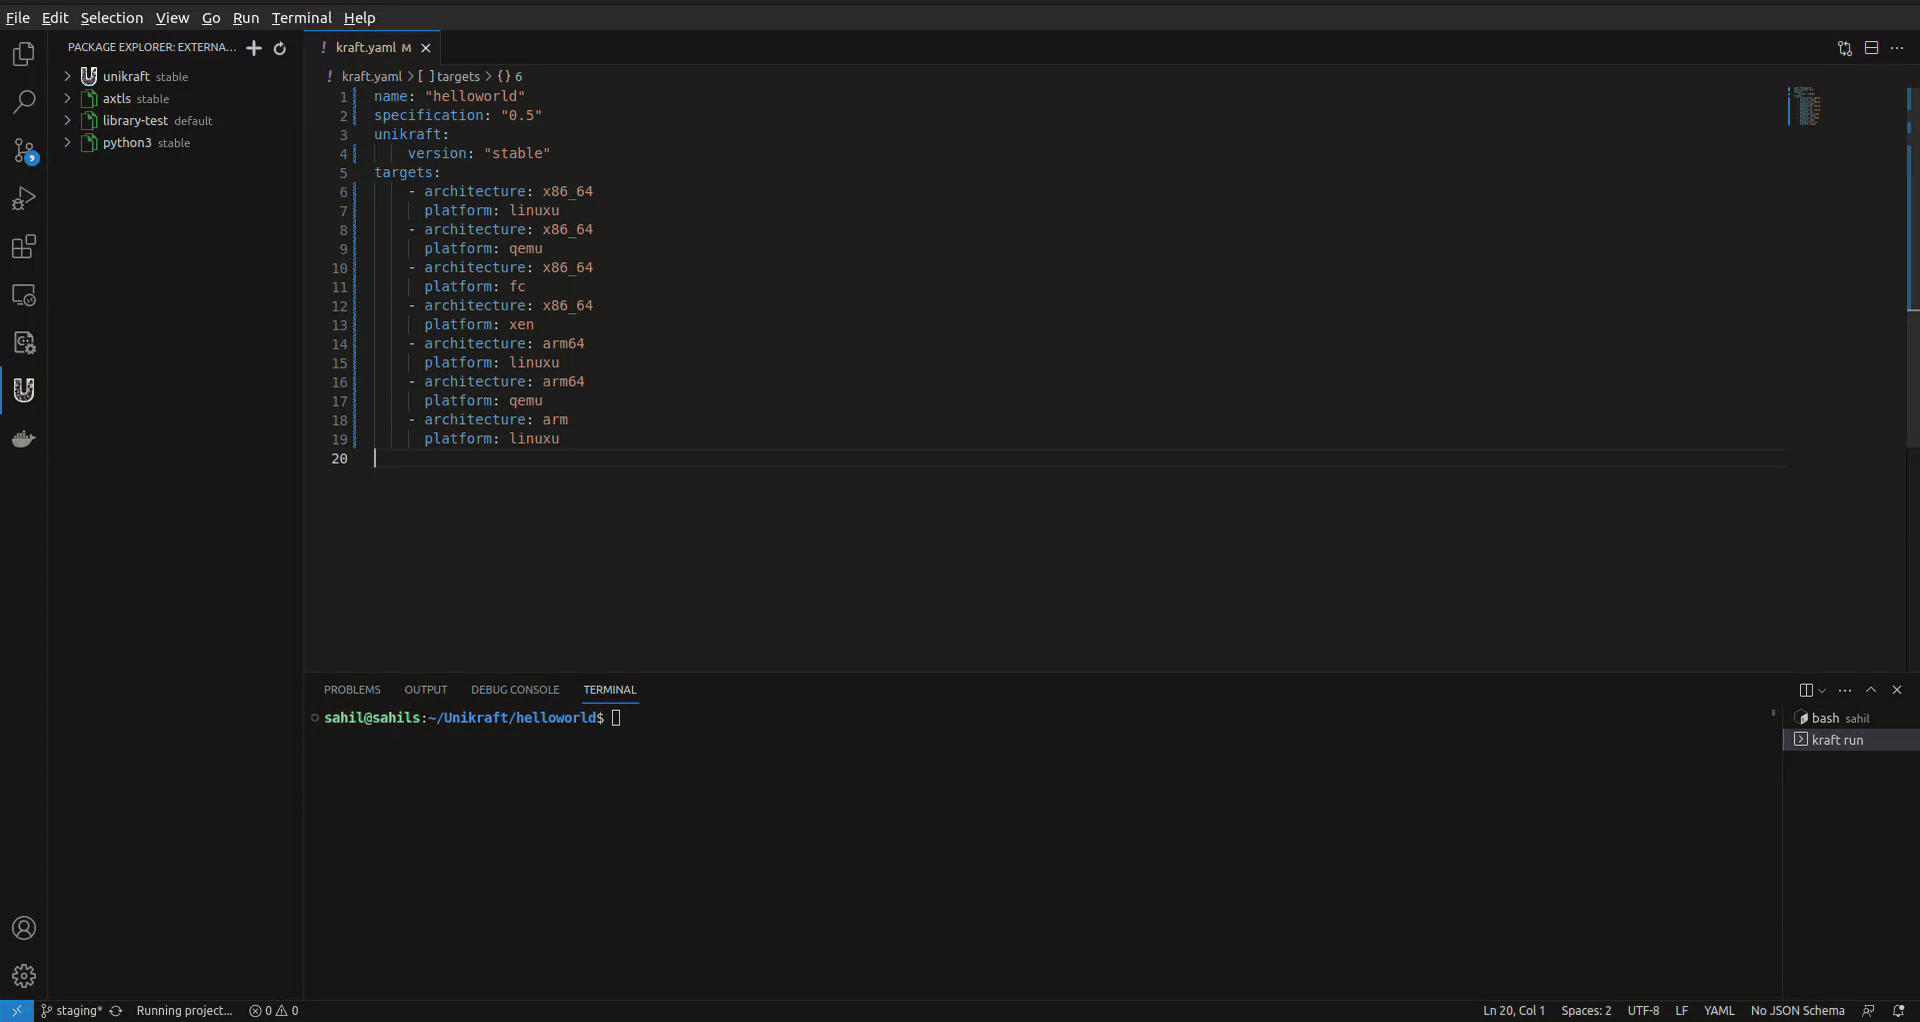 File Edit Selection View Go Run Terminal Help
PACKAGE EXPLORER: EXTERNA...
unikraft stable
axtls stable
library-test default
python3 stable
9
kraft.yaml M
kraft.yaml > [ ] targets > {} 6
1 name: "helloworld"
2 specification: "0.5"
3 unikraft:
4 version: "stable"
5 targets:
6 - architecture: x86_64
7 platform: linuxu
8 - architecture: x86_64
9 platform: qemu
10 - architecture: x86_64
11 platform: fc
12 - architecture: x86_64
13 platform: xen
14 - architecture: arm64
15 platform: linuxu
16 - architecture: arm64
17 platform: qemu
18 - architecture: arm
19 platform: linuxu
20
PROBLEMS OUTPUT DEBUG CONSOLE TERMINAL
sahil@sahils:~/Unikraft/helloworld$
bash sahil
kraft run
staging* Running project... 0 0
Ln 20, Col 1 Spaces: 2 UTF-8 LF YAML No JSON Schema